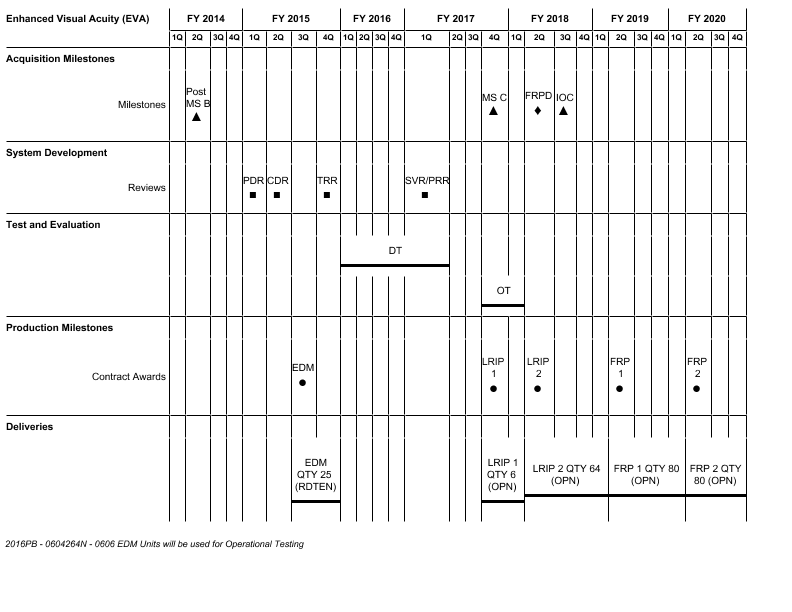 Enhanced Visual Acuity (EVA) FY 2014 FY 2015 FY 2016 FY 2017 FY 2018 FY 2019 FY 2020
1Q 2Q 3Q 4Q 1Q 2Q 3Q 4Q 1Q 2Q 3Q 4Q 1Q 2Q 3Q 4Q 1Q 2Q 3Q 4Q 1Q 2Q 3Q 4Q 1Q 2Q 3Q 4Q
Acquisition Milestones
Milestones
Post
MS B
MS C
FRPD
IOC
System Development
Reviews
PDR
CDR
TRR
SVR/PRR
Test and Evaluation
DT
OT
Production Milestones
Contract Awards
EDM
LRIP
1
LRIP
2
FRP
1
FRP
2
Deliveries
EDM
QTY 25
(RDTEN)
LRIP 1
QTY 6
(OPN)
LRIP 2 QTY 64
(OPN)
FRP 1 QTY 80
(OPN)
FRP 2 QTY
80 (OPN)
2016PB - 0604264N - 0606 EDM Units will be used for Operational Testing